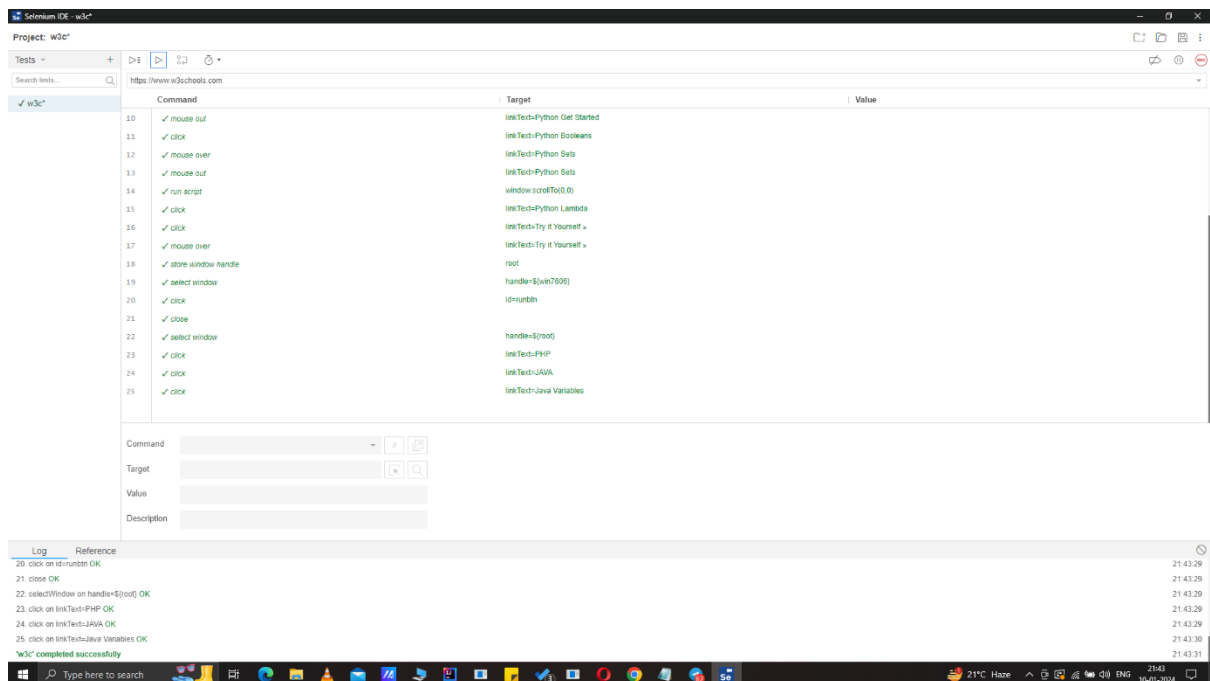 Selenium IDE - w3c*
Project: w3c*
Tests
Search tests...
https://www.w3schools.com
REC
✓ w3c*
Command Target Value
10 ✓ mouse out linkText=Python Get Started
11 ✓ click linkText=Python Booleans
12 ✓ mouse over linkText=Python Sets
13 ✓ mouse out linkText=Python Sets
14 ✓ run script window.scrollTo(0,0)
15 ✓ click linkText=Python Lambda
16 ✓ click linkText=Try it Yourself »
17 ✓ mouse over linkText=Try it Yourself »
18 ✓ store window handle root
19 ✓ select window handle=${win7606}
20 ✓ click id=runbtn
21 ✓ close
22 ✓ select window handle=${root}
23 ✓ click linkText=PHP
24 ✓ click linkText=JAVA
25 ✓ click linkText=Java Variables
Command
Target
Value
Description
Log Reference
20. click on id=runbtn OK 21:43:29
21. close OK 21:43:29
22. selectWindow on handle=${root} OK 21:43:29
23. click on linkText=PHP OK 21:43:29
24. click on linkText=JAVA OK 21:43:29
25. click on linkText=Java Variables OK 21:43:30
'w3c' completed successfully 21:43:31
Type here to search
Se
21°C Haze
ENG
21:43
10-01-2024